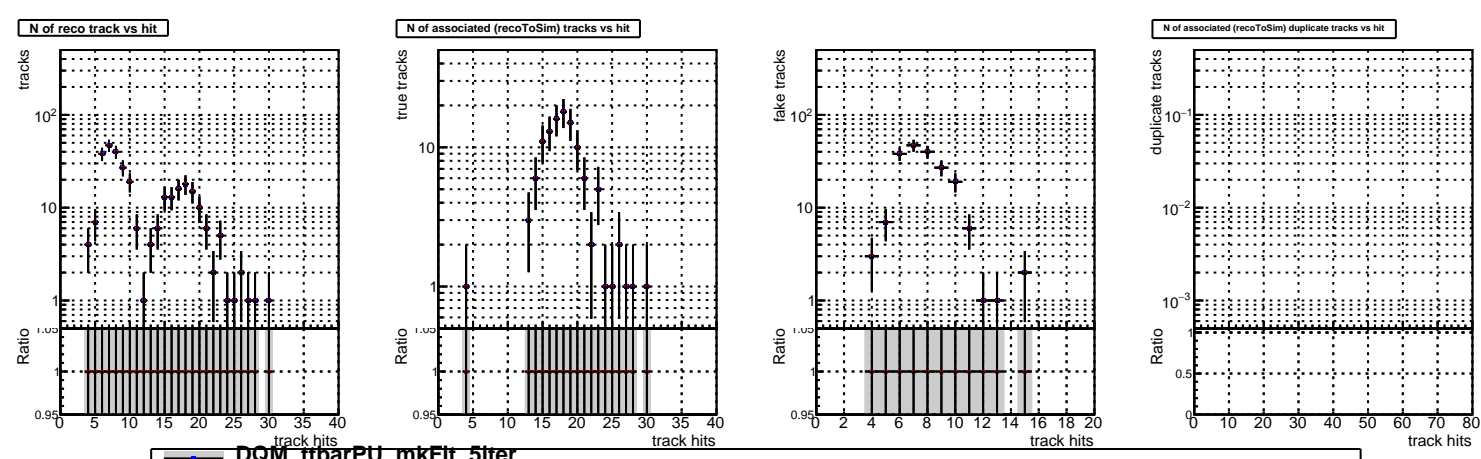 N of reco track vs hit
tracks
10²
10
1
1.05
Ratio
1
0.95
0 5 10 15 20 25 30 35 40
track hits
N of associated (recoToSim) tracks vs hit
true tracks
10
1
1.05
Ratio
1
0.95
0 5 10 15 20 25 30 35 40
track hits
fake tracks
10²
10
1
1.05
Ratio
1
0.95
0 2 4 6 8 10 12 14 16 18 20
track hits
N of associated (recoToSim) duplicate tracks vs hit
duplicate tracks
10⁻¹
10⁻²
10⁻³
Ratio
1
0.5
0
0 10 20 30 40 50 60 70 80
track hits
DQM_ttbarPU_mkFit_5iter